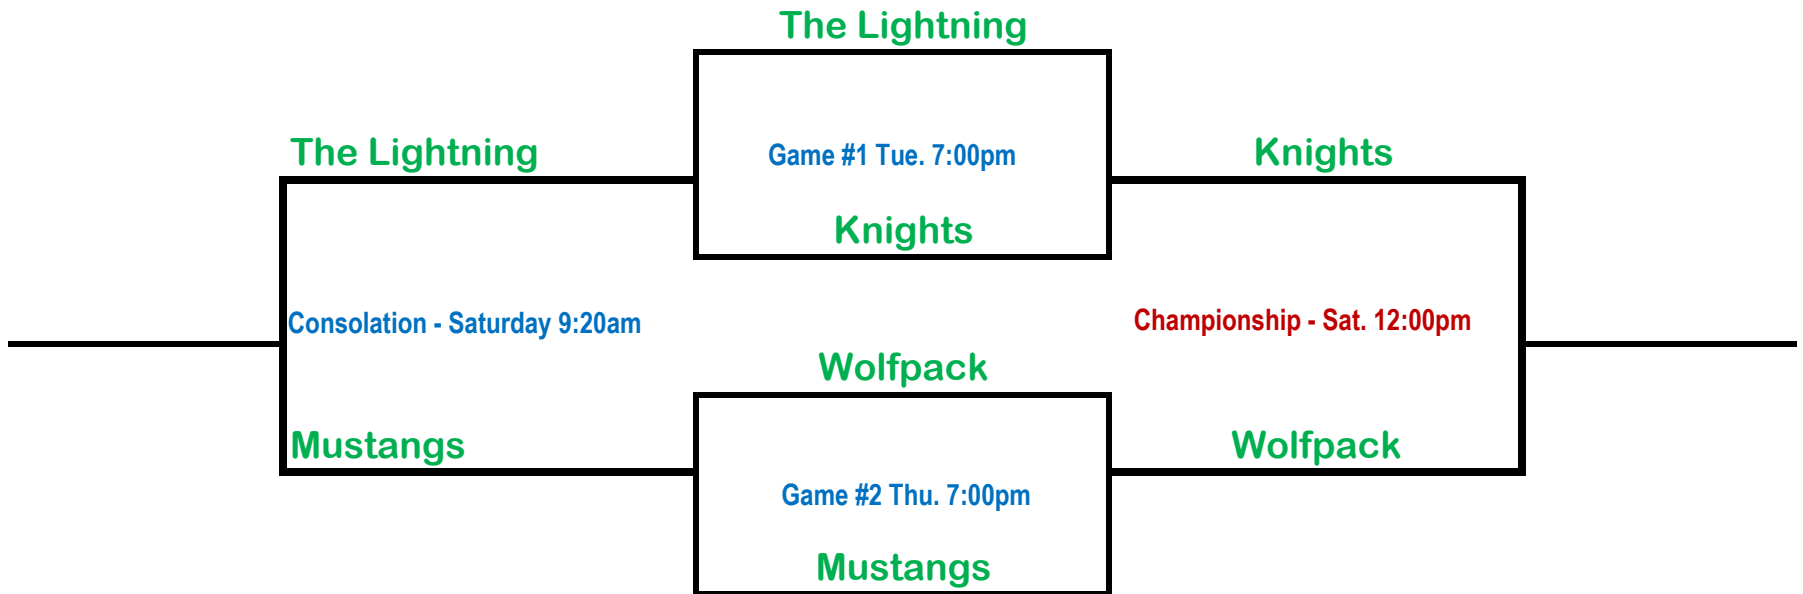 The Lightning
The Lightning
Game #1 Tue. 7:00pm
Knights
Knights
Consolation - Saturday 9:20am
Championship - Sat. 12:00pm
Wolfpack
Mustangs
Wolfpack
Game #2 Thu. 7:00pm
Mustangs